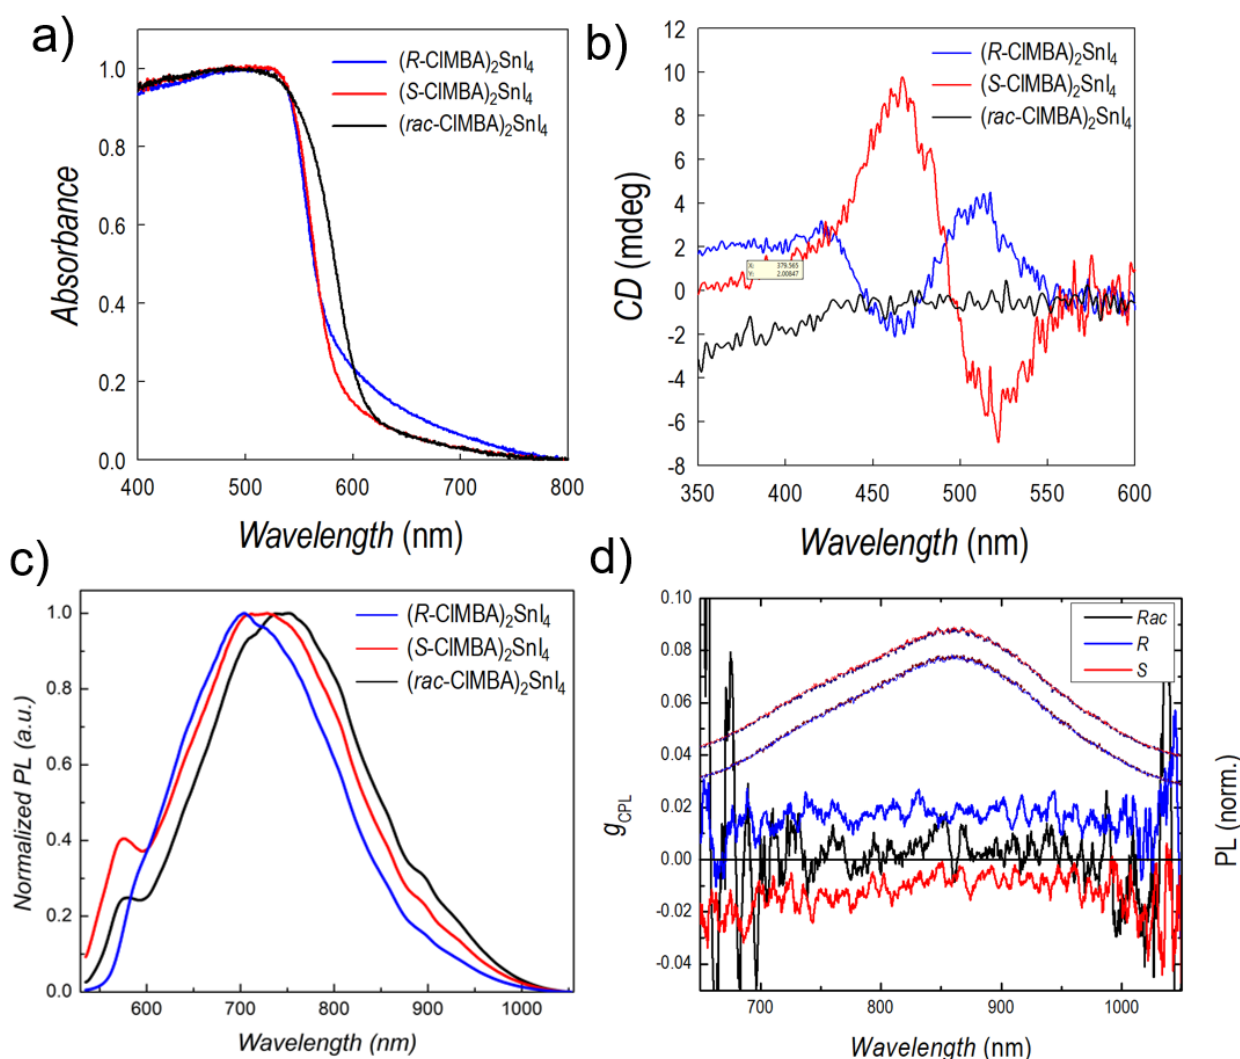 a)
Absorbance
1.0
0.8
0.6
0.4
0.2
0.0
400 500 600 700 800
Wavelength (nm)
(R-ClMBA)₂SnI₄
(S-ClMBA)₂SnI₄
(rac-ClMBA)₂SnI₄
b)
CD (mdeg)
12
10
8
6
4
2
0
-2
-4
-6
-8
350 400 450 500 550 600
Wavelength (nm)
(R-ClMBA)₂SnI₄
(S-ClMBA)₂SnI₄
(rac-ClMBA)₂SnI₄
X: 379.565
Y: 2.00847
c)
Normalized PL (a.u.)
1.0
0.8
0.6
0.4
0.2
0.0
600 700 800 900 1000
Wavelength (nm)
(R-ClMBA)₂SnI₄
(S-ClMBA)₂SnI₄
(rac-ClMBA)₂SnI₄
d)
gCPL
0.10
0.08
0.06
0.04
0.02
0.00
-0.02
-0.04
700 800 900 1000
Wavelength (nm)
PL (norm.)
Rac
R
S